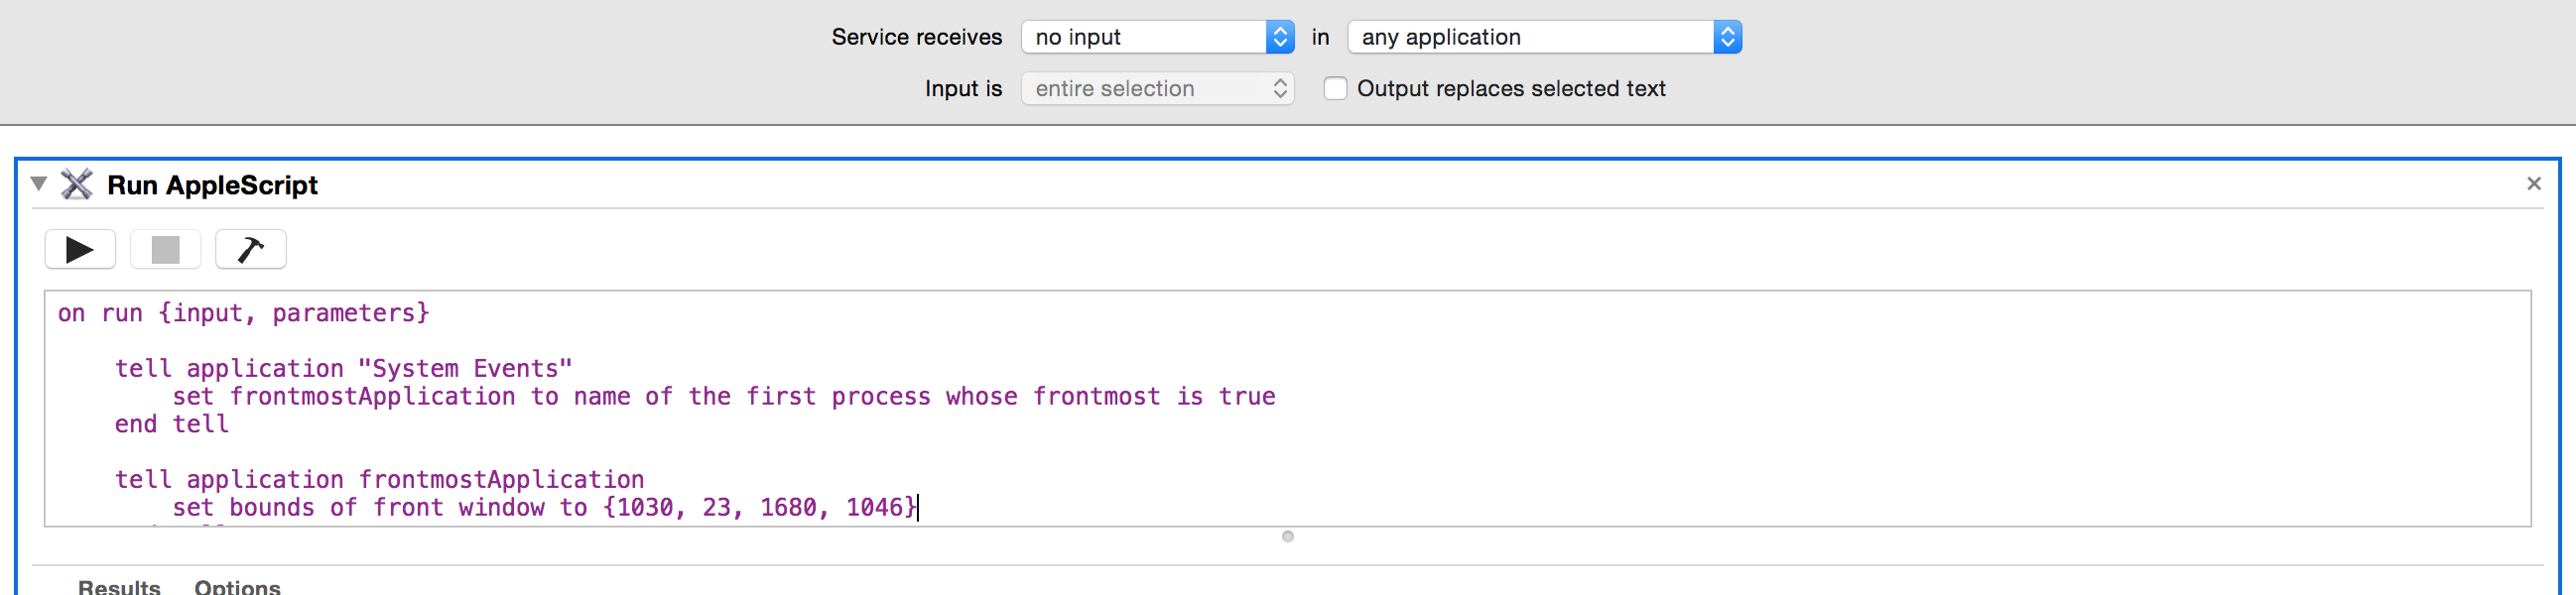 Service receives no input in any application
Input is entire selection Output replaces selected text
Run AppleScript
on run {input, parameters}
tell application "System Events"
set frontmostApplication to name of the first process whose frontmost is true
end tell
tell application frontmostApplication
set bounds of front window to {1030, 23, 1680, 1046}
Results Options